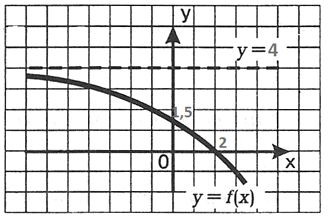 y
y = 4
1,5
2
0
x
y = f(x)